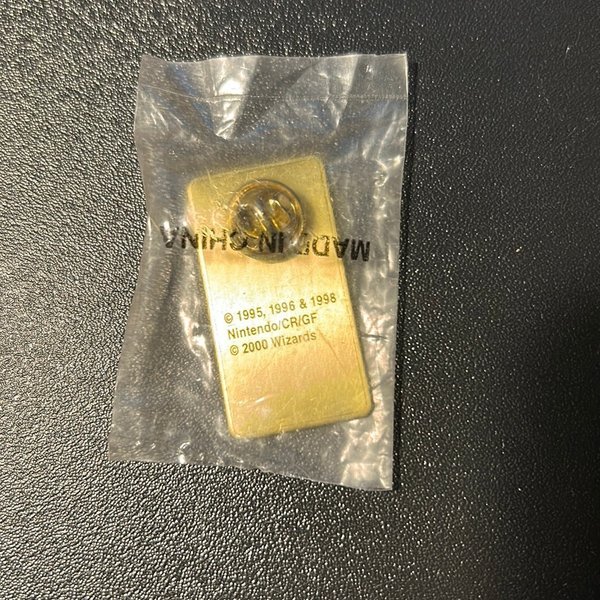 MADE IN CHINA
© 1995, 1996 & 1998
Nintendo/CR/GF
© 2000 Wizards